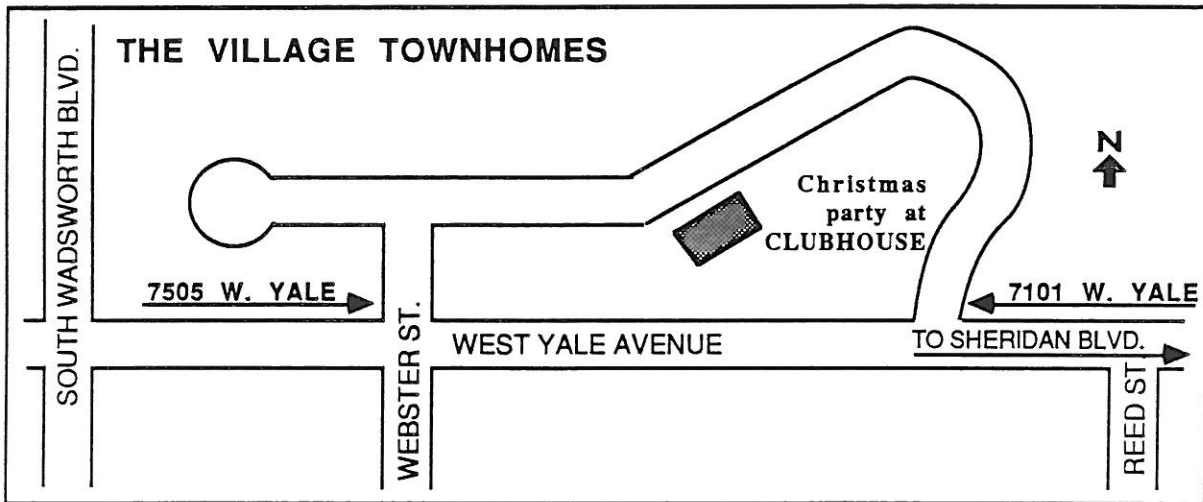 THE VILLAGE TOWNHOMES
SOUTH WADSWORTH BLVD.
N
Christmas
party at
CLUBHOUSE
7505 W. YALE
7101 W. YALE
WEBSTER ST.
WEST YALE AVENUE
TO SHERIDAN BLVD.
REED ST.